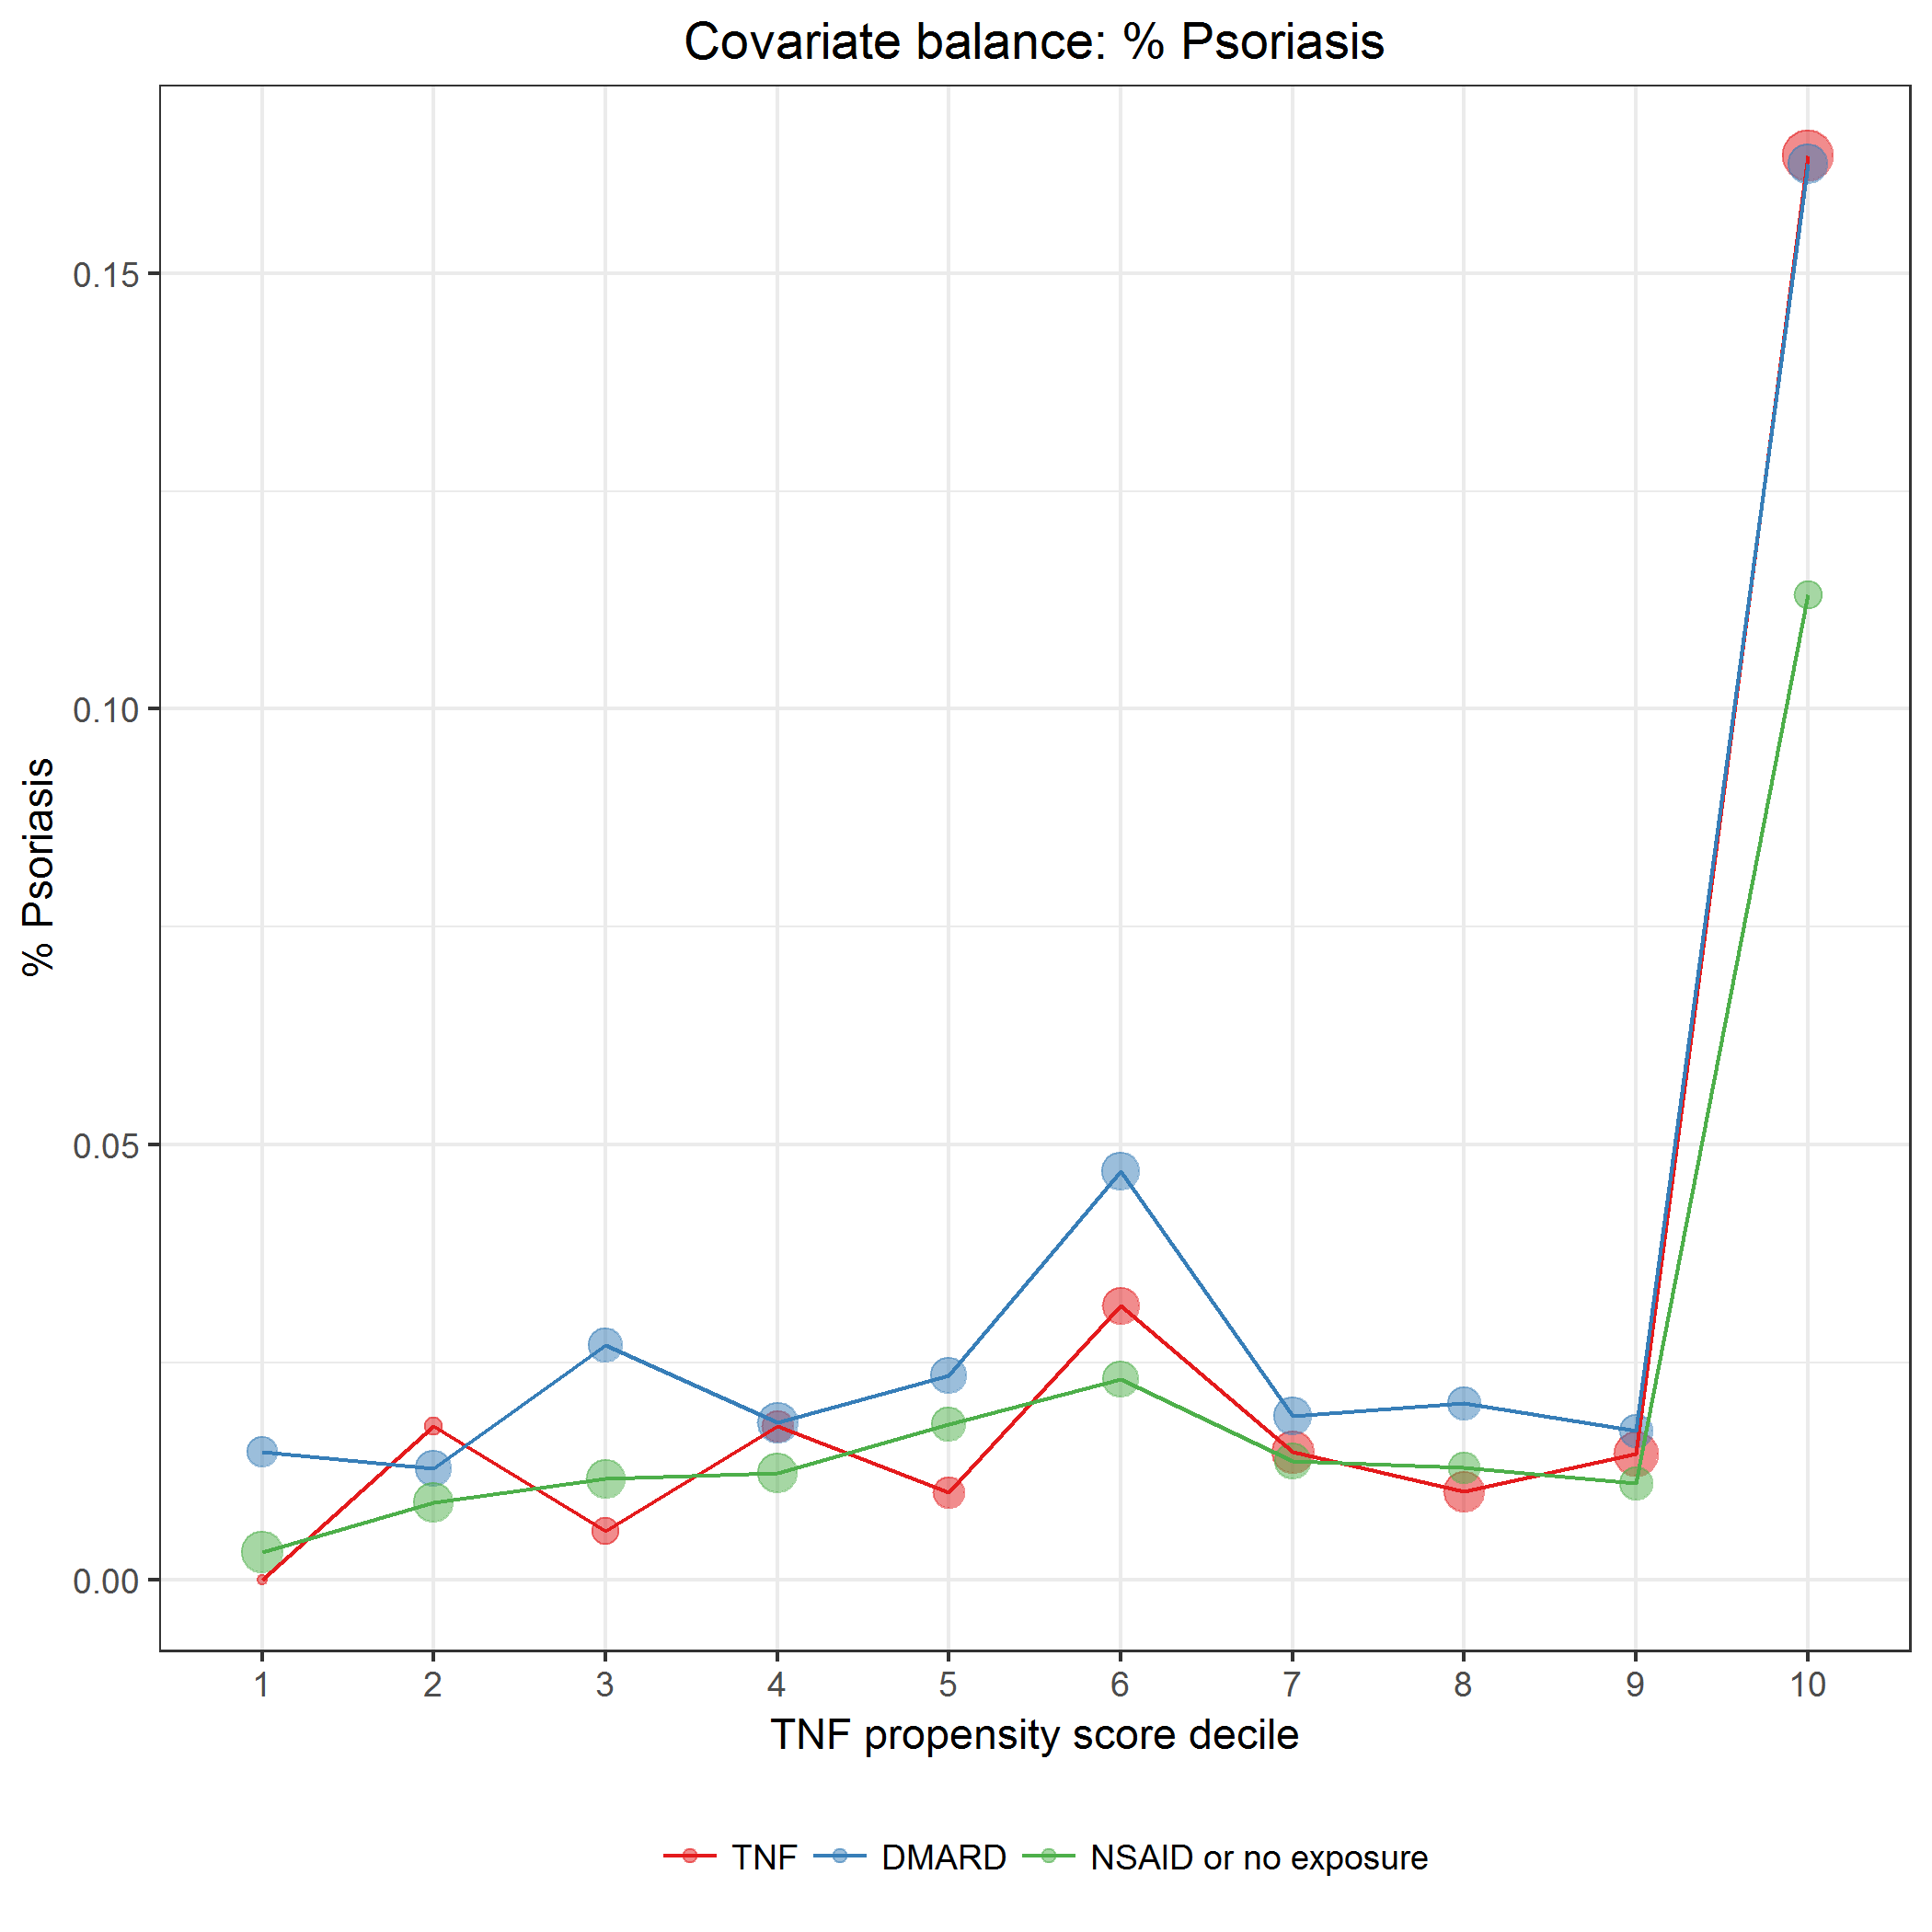 Covariate balance: % Psoriasis
% Psoriasis
0.15
0.10
0.05
0.00
1 2 3 4 5 6 7 8 9 10
TNF propensity score decile
TNF DMARD NSAID or no exposure